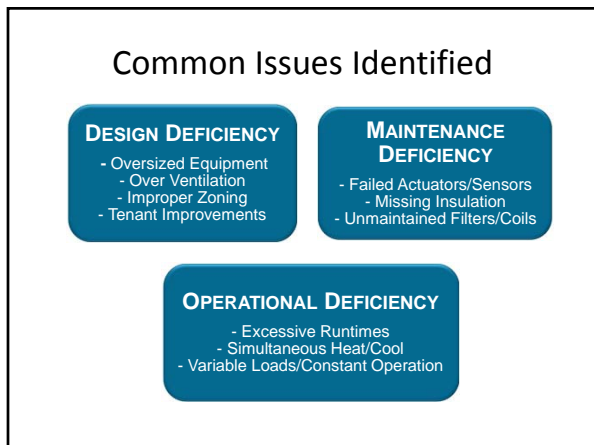 Common Issues Identified
DESIGN DEFICIENCY
- Oversized Equipment
- Over Ventilation
- Improper Zoning
- Tenant Improvements
MAINTENANCE
DEFICIENCY
- Failed Actuators/Sensors
- Missing Insulation
- Unmaintained Filters/Coils
OPERATIONAL DEFICIENCY
- Excessive Runtimes
- Simultaneous Heat/Cool
- Variable Loads/Constant Operation